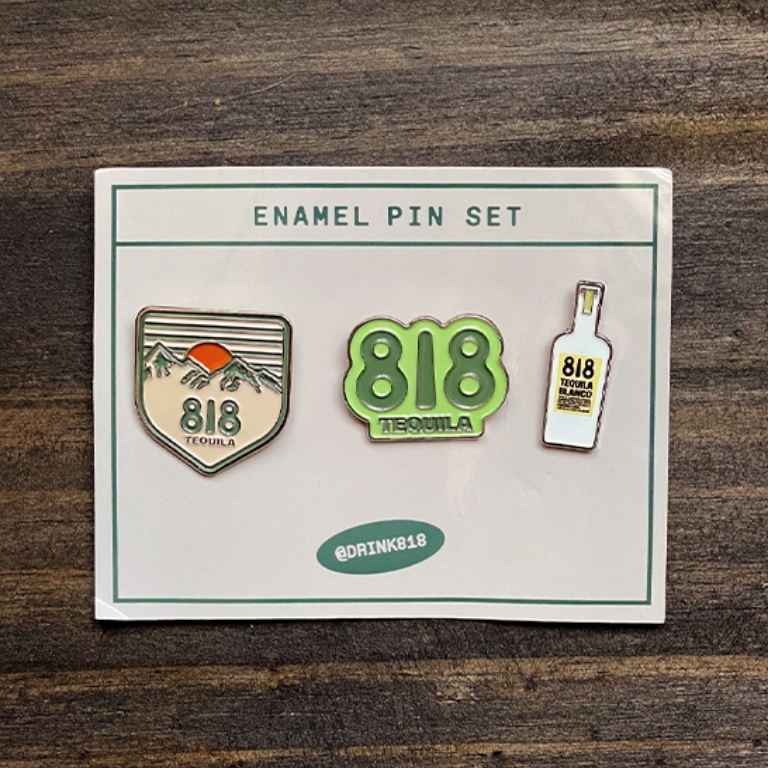 ENAMEL PIN SET
818
TEQUILA
818
TEQUILA
818
TEQUILA
BLANCO
@DRINK818